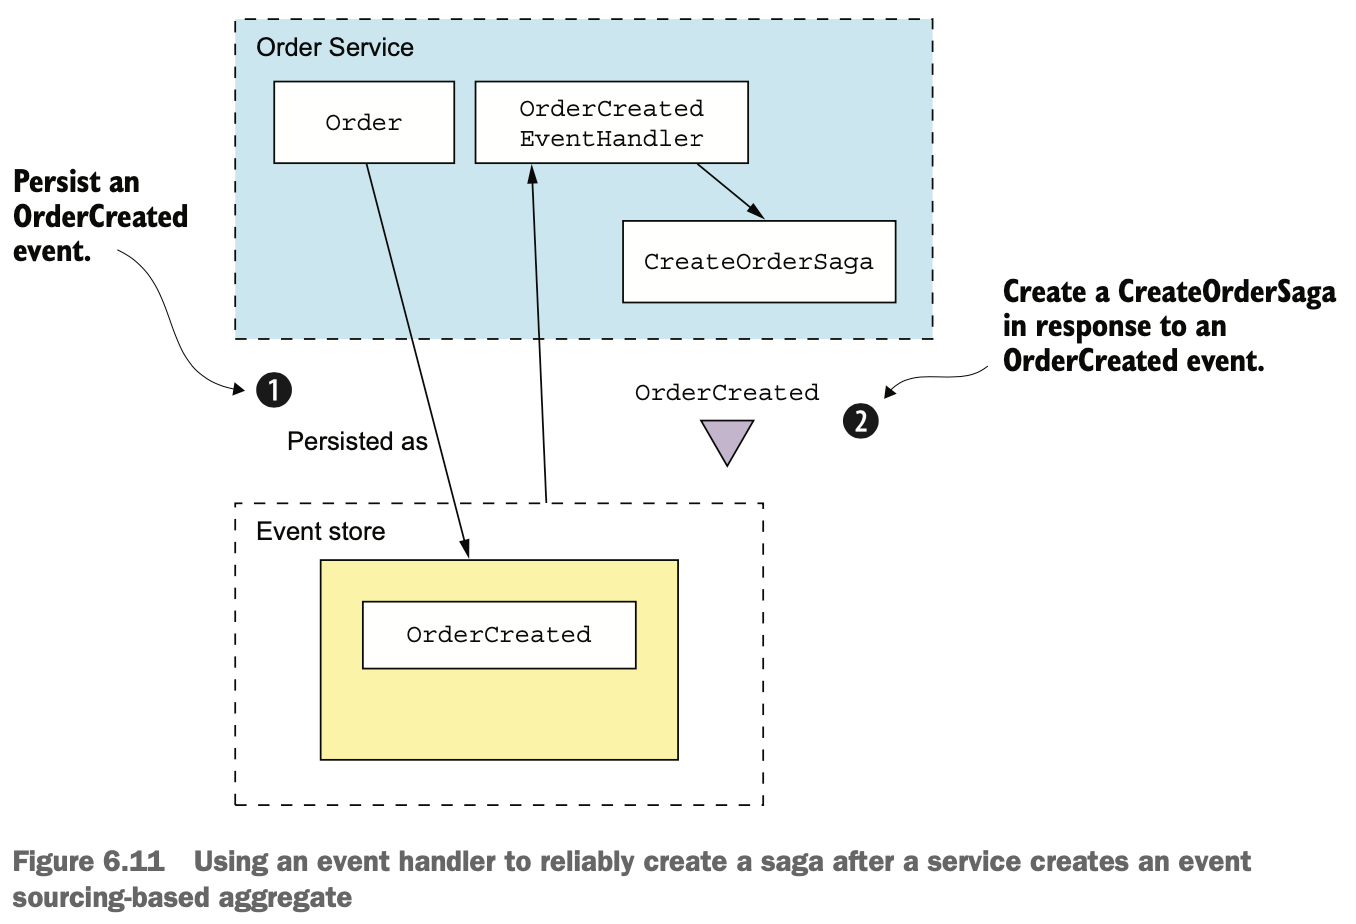 Order Service
Order
OrderCreated
EventHandler
CreateOrderSaga
Persist an
OrderCreated
event.
1
Persisted as
OrderCreated
2
Create a CreateOrderSaga
in response to an
OrderCreated event.
Event store
OrderCreated
Figure 6.11 Using an event handler to reliably create a saga after a service creates an event
sourcing-based aggregate